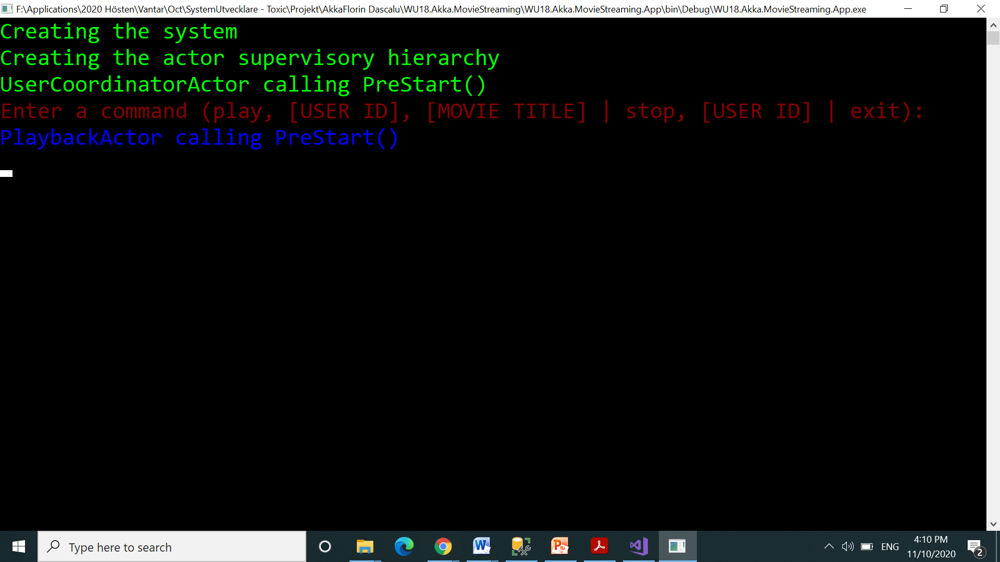 F:\Applications\2020 Hösten\Vantar\Oct\SystemUtvecklare - Toxic\Projekt\AkkaFlorin Dascalu\WU18.Akka.MovieStreaming\WU18.Akka.MovieStreaming.App\bin\Debug\WU18.Akka.MovieStreaming.App.exe
Creating the system
Creating the actor supervisory hierarchy
UserCoordinatorActor calling PreStart()
Enter a command (play, [USER ID], [MOVIE TITLE] | stop, [USER ID] | exit):
PlaybackActor calling PreStart()
Type here to search
ENG
4:10 PM
11/10/2020
2